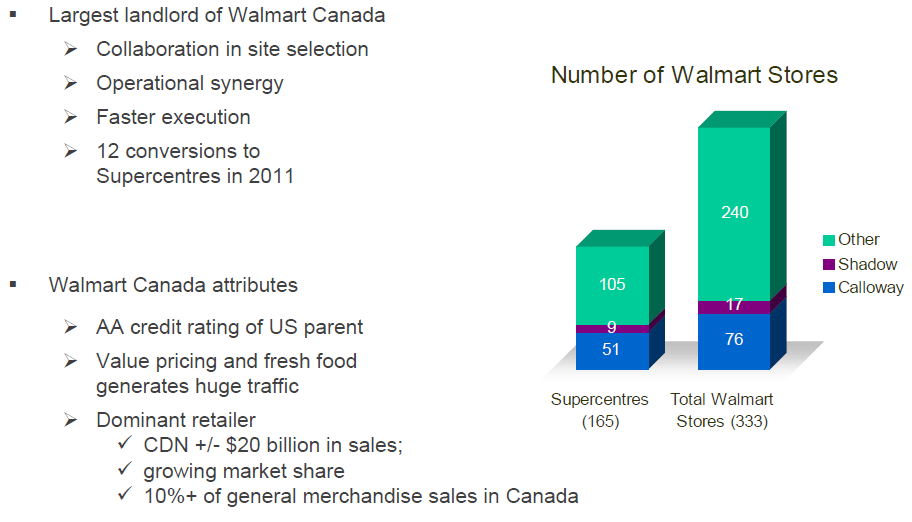 ▪ Largest landlord of Walmart Canada
➢ Collaboration in site selection
➢ Operational synergy
➢ Faster execution
➢ 12 conversions to
Supercentres in 2011
▪ Walmart Canada attributes
➢ AA credit rating of US parent
➢ Value pricing and fresh food
generates huge traffic
➢ Dominant retailer
✓ CDN +/- $20 billion in sales;
✓ growing market share
✓ 10%+ of general merchandise sales in Canada
Number of Walmart Stores
105
9
51
240
17
76
Other
Shadow
Calloway
Supercentres
(165)
Total Walmart
Stores (333)